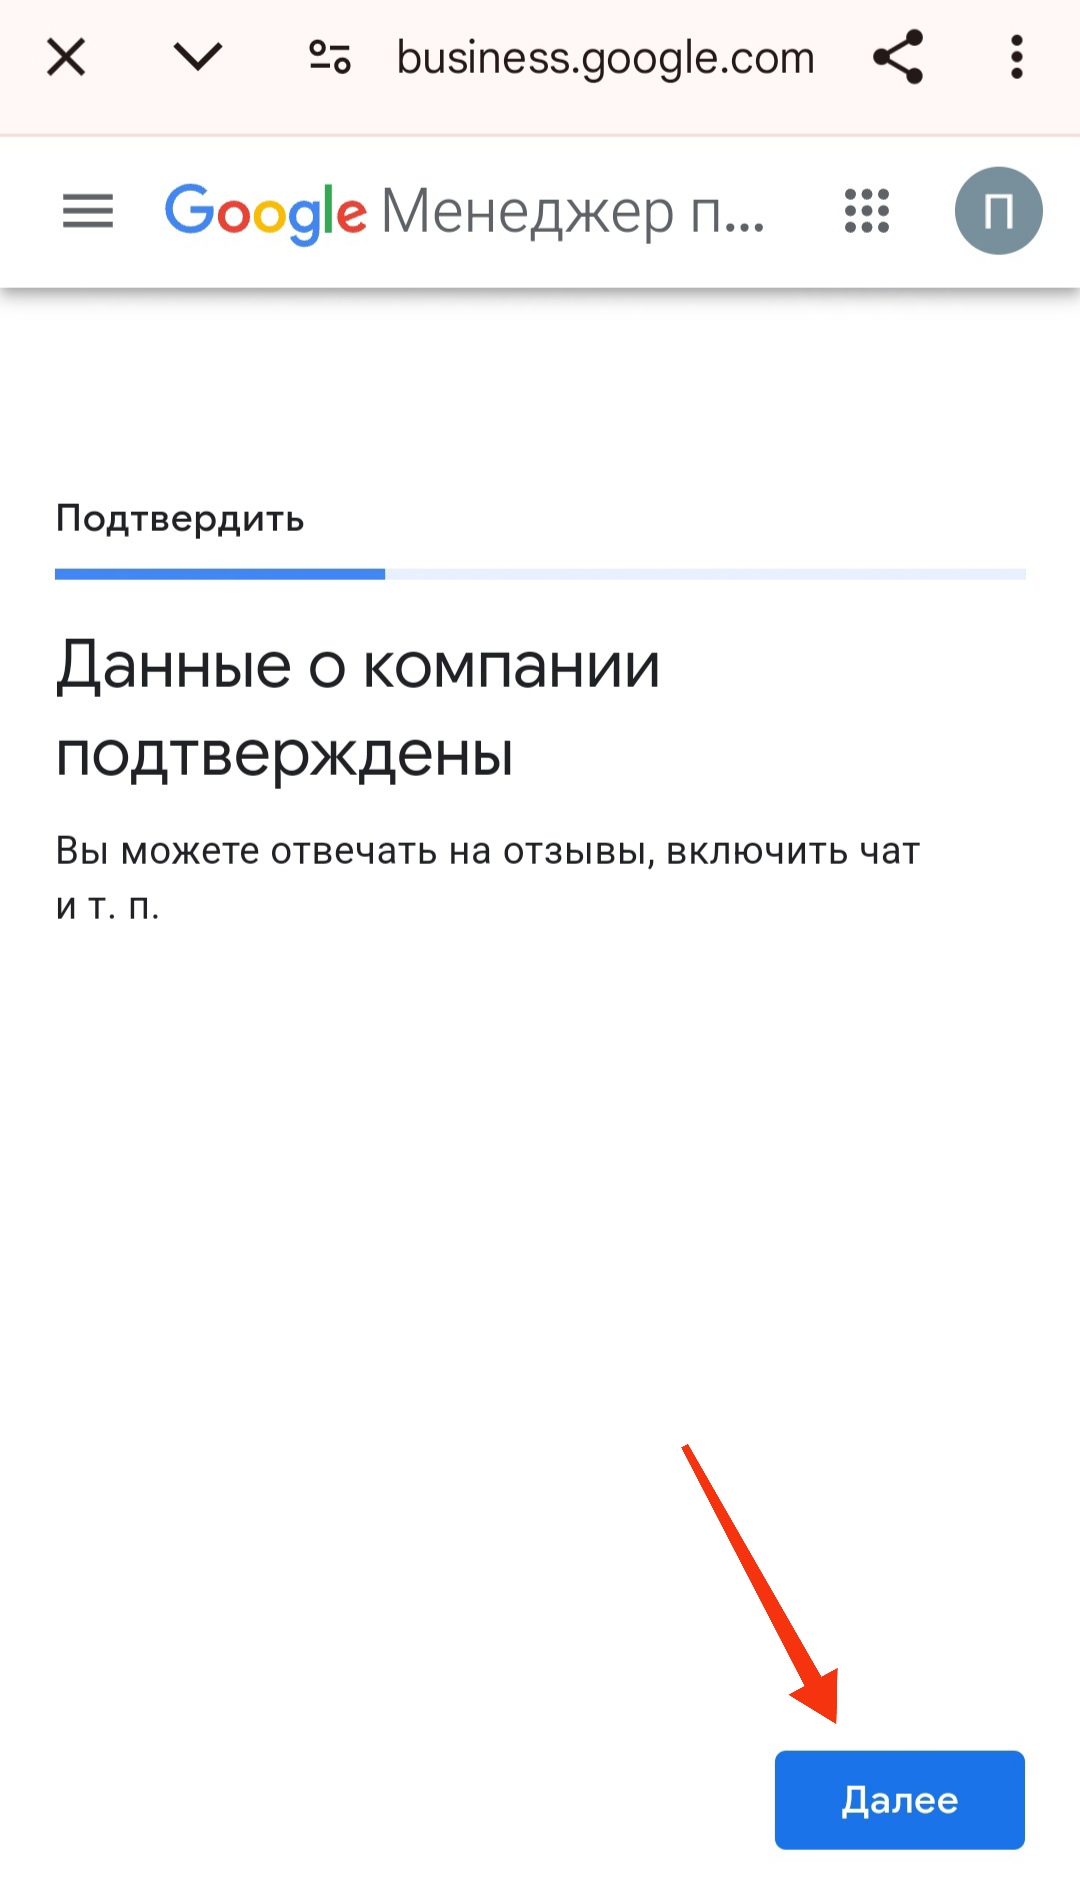 business.google.com
Google Менеджер п...
П
Подтвердить
Данные о компании
подтверждены
Вы можете отвечать на отзывы, включить чат
и т. п.
Далее